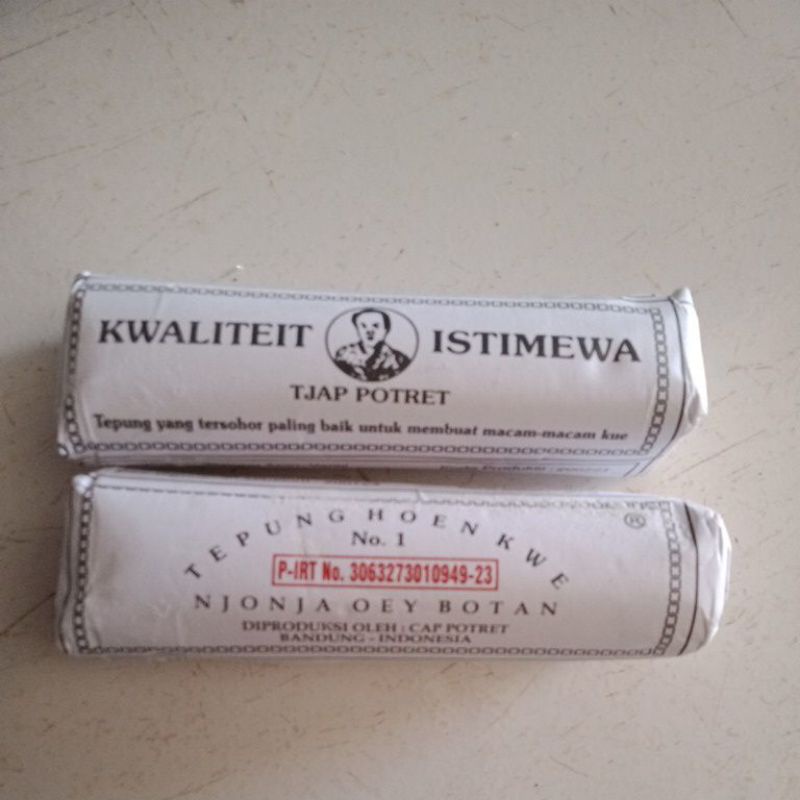 KWALITEIT ISTIMEWA
TJAP POTRET
Tepung yang tersohor paling baik untuk membuat macam-macam kue
TEPUNG HOEN KWE
®
No. 1
P-IRT No. 3063273010949-23
NJONJA OEY BOTAN
DIPRODUKSI OLEH : CAP POTRET
BANDUNG - INDONESIA